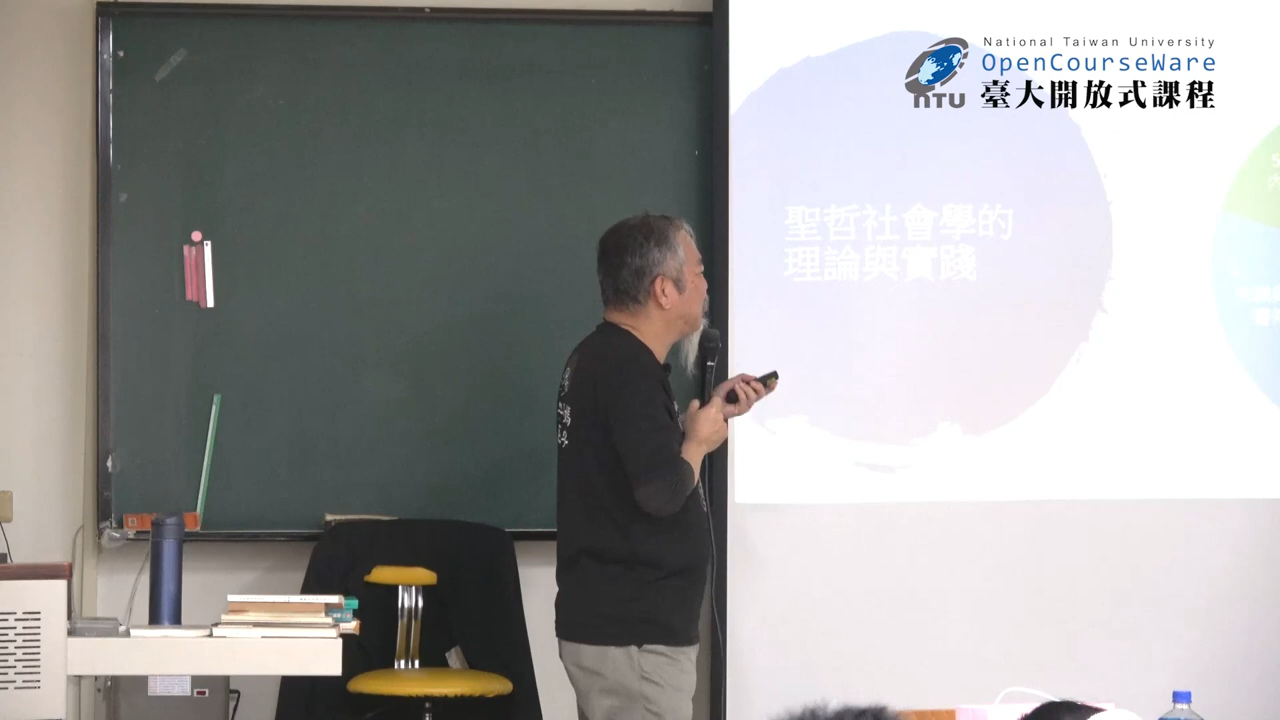 National Taiwan University
OpenCourseWare
臺大開放式課程
NTU
聖哲社會學的
理論與實踐